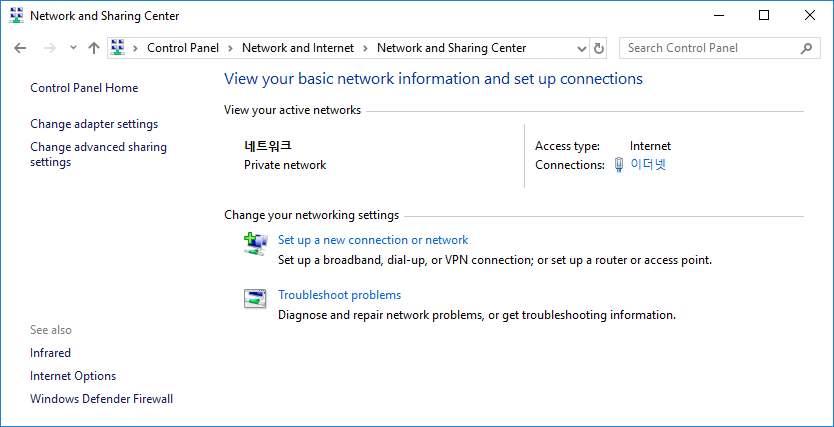 Network and Sharing Center
Control Panel > Network and Internet > Network and Sharing Center
Search Control Panel
Control Panel Home
Change adapter settings
Change advanced sharing
settings
View your basic network information and set up connections
View your active networks
네트워크
Private network
Access type: Internet
Connections: 이더넷
Change your networking settings
Set up a new connection or network
Set up a broadband, dial-up, or VPN connection; or set up a router or access point.
Troubleshoot problems
Diagnose and repair network problems, or get troubleshooting information.
See also
Infrared
Internet Options
Windows Defender Firewall